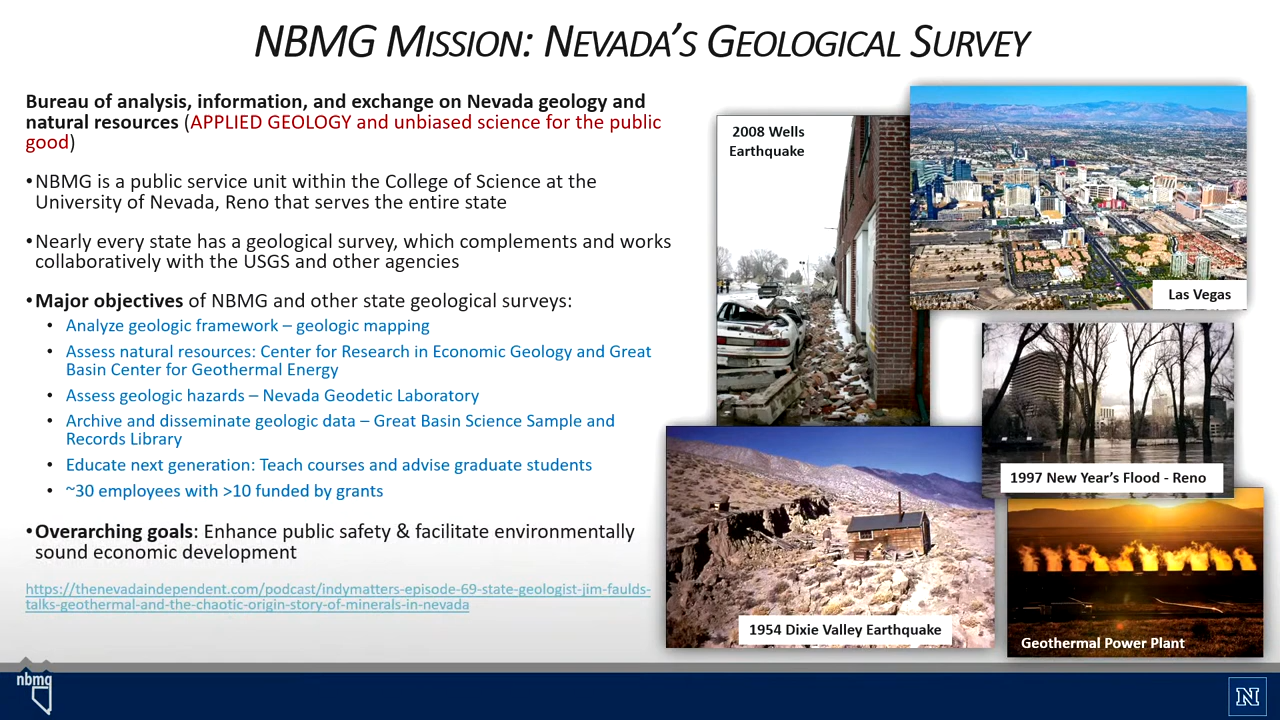 NBMG MISSION: NEVADA'S GEOLOGICAL SURVEY
Bureau of analysis, information, and exchange on Nevada geology and
natural resources (APPLIED GEOLOGY and unbiased science for the public
good)
•NBMG is a public service unit within the College of Science at the
University of Nevada, Reno that serves the entire state
•Nearly every state has a geological survey, which complements and works
collaboratively with the USGS and other agencies
•Major objectives of NBMG and other state geological surveys:
• Analyze geologic framework – geologic mapping
• Assess natural resources: Center for Research in Economic Geology and Great
Basin Center for Geothermal Energy
• Assess geologic hazards – Nevada Geodetic Laboratory
• Archive and disseminate geologic data – Great Basin Science Sample and
Records Library
• Educate next generation: Teach courses and advise graduate students
• ~30 employees with >10 funded by grants
•Overarching goals: Enhance public safety & facilitate environmentally
sound economic development
https://thenevadaindependent.com/podcast/indymatters-episode-69-state-geologist-jim-faulds-
talks-geothermal-and-the-chaotic-origin-story-of-minerals-in-nevada
2008 Wells
Earthquake
Las Vegas
1997 New Year's Flood - Reno
1954 Dixie Valley Earthquake
Geothermal Power Plant
nbmg
N